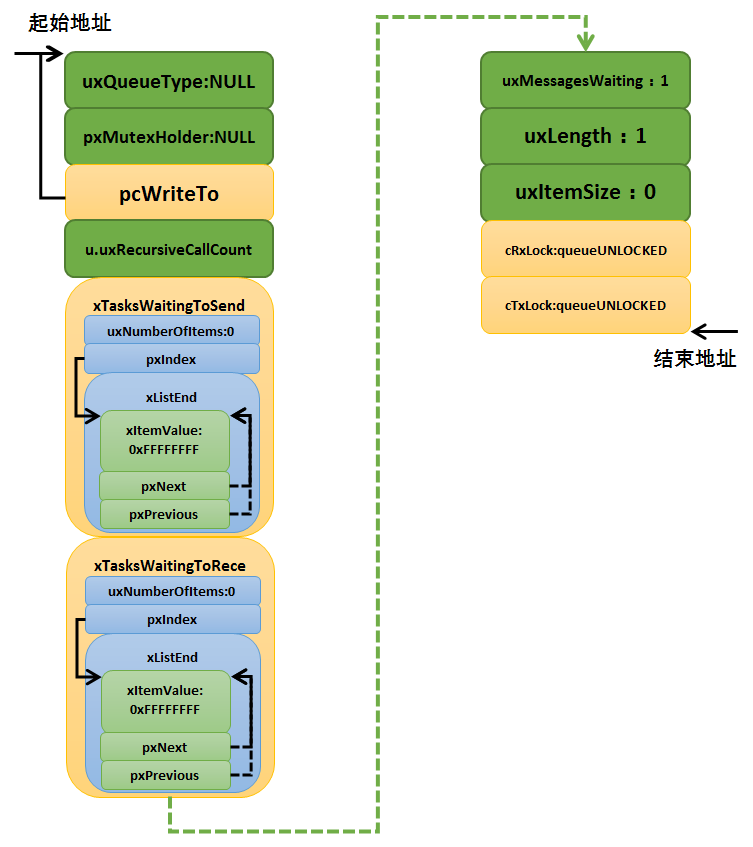 起始地址
uxQueueType:NULL
pxMutexHolder:NULL
pcWriteTo
u.uxRecursiveCallCount
xTasksWaitingToSend
uxNumberOfItems:0
pxIndex
xListEnd
xItemValue:
0xFFFFFFFF
pxNext
pxPrevious
xTasksWaitingToRece
uxNumberOfItems:0
pxIndex
xListEnd
xItemValue:
0xFFFFFFFF
pxNext
pxPrevious
uxMessagesWaiting：1
uxLength：1
uxItemSize：0
cRxLock:queueUNLOCKED
cTxLock:queueUNLOCKED
结束地址